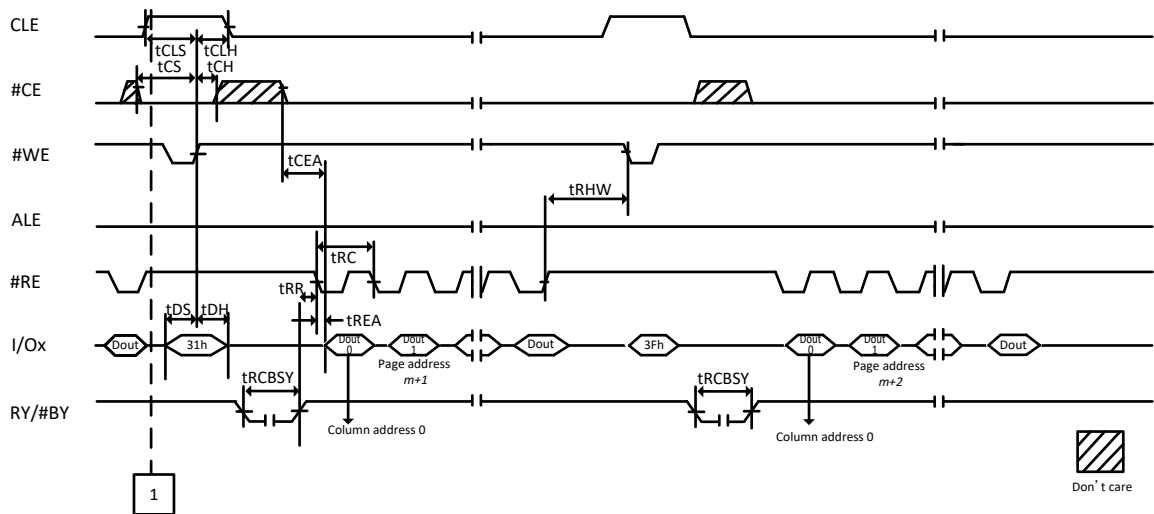 CLE
tCLS
tCLH
tCS
tCH
#CE
#WE
tCEA
tRHW
ALE
tRC
#RE
tRR
tDS
tDH
tREA
I/Ox
Dout
31h
Dout
0
Dout
1
Dout
3Fh
Dout
0
Dout
1
Dout
Page address
m+1
Page address
m+2
tRCBSY
tRCBSY
RY/#BY
Column address 0
Column address 0
1
Don’t care